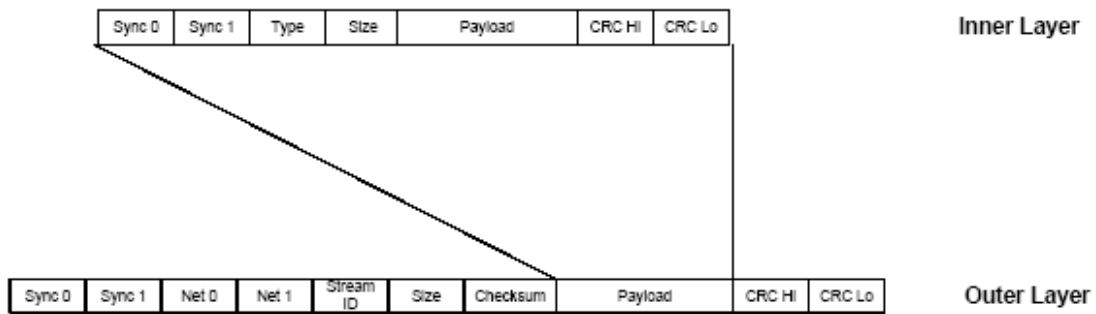 Sync 0 Sync 1 Type Size Payload CRC Hi CRC Lo Inner Layer
Sync 0 Sync 1 Net 0 Net 1 Stream ID Size Checksum Payload CRC Hi CRC Lo Outer Layer